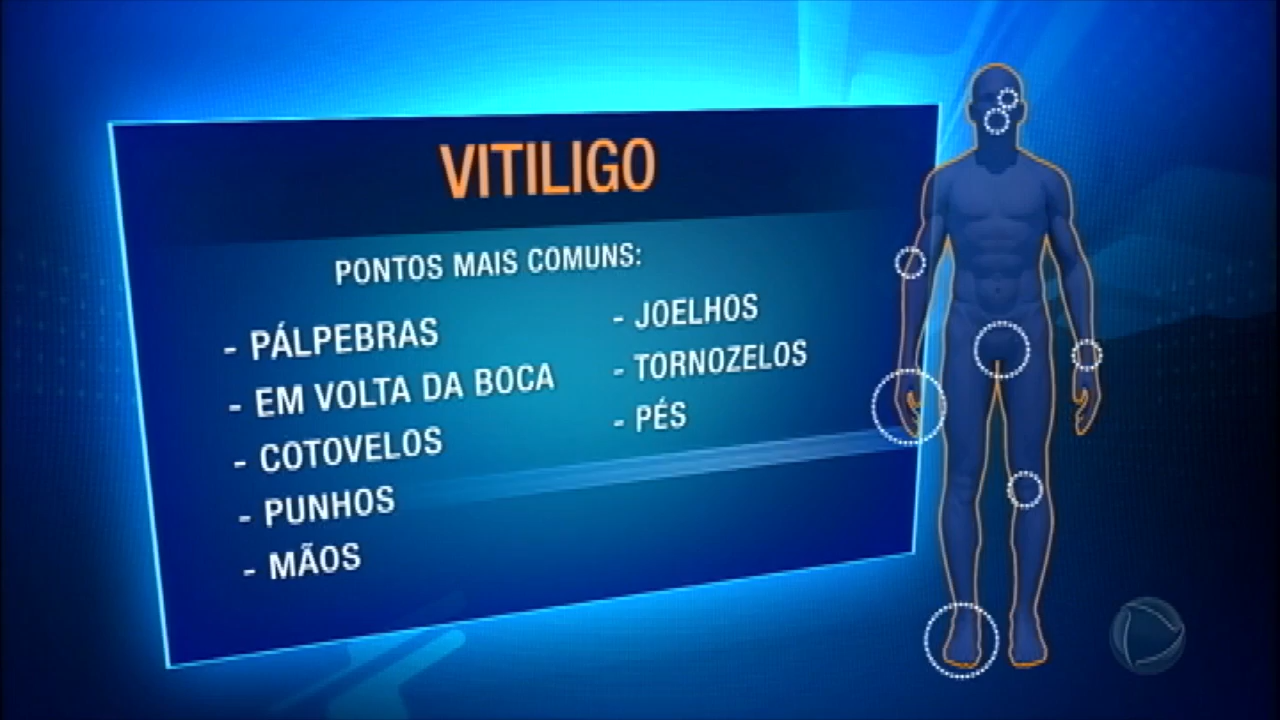 VITILIGO
PONTOS MAIS COMUNS:
- PÁLPEBRAS
- EM VOLTA DA BOCA
- COTOVELOS
- PUNHOS
- MÃOS
- JOELHOS
- TORNOZELOS
- PÉS